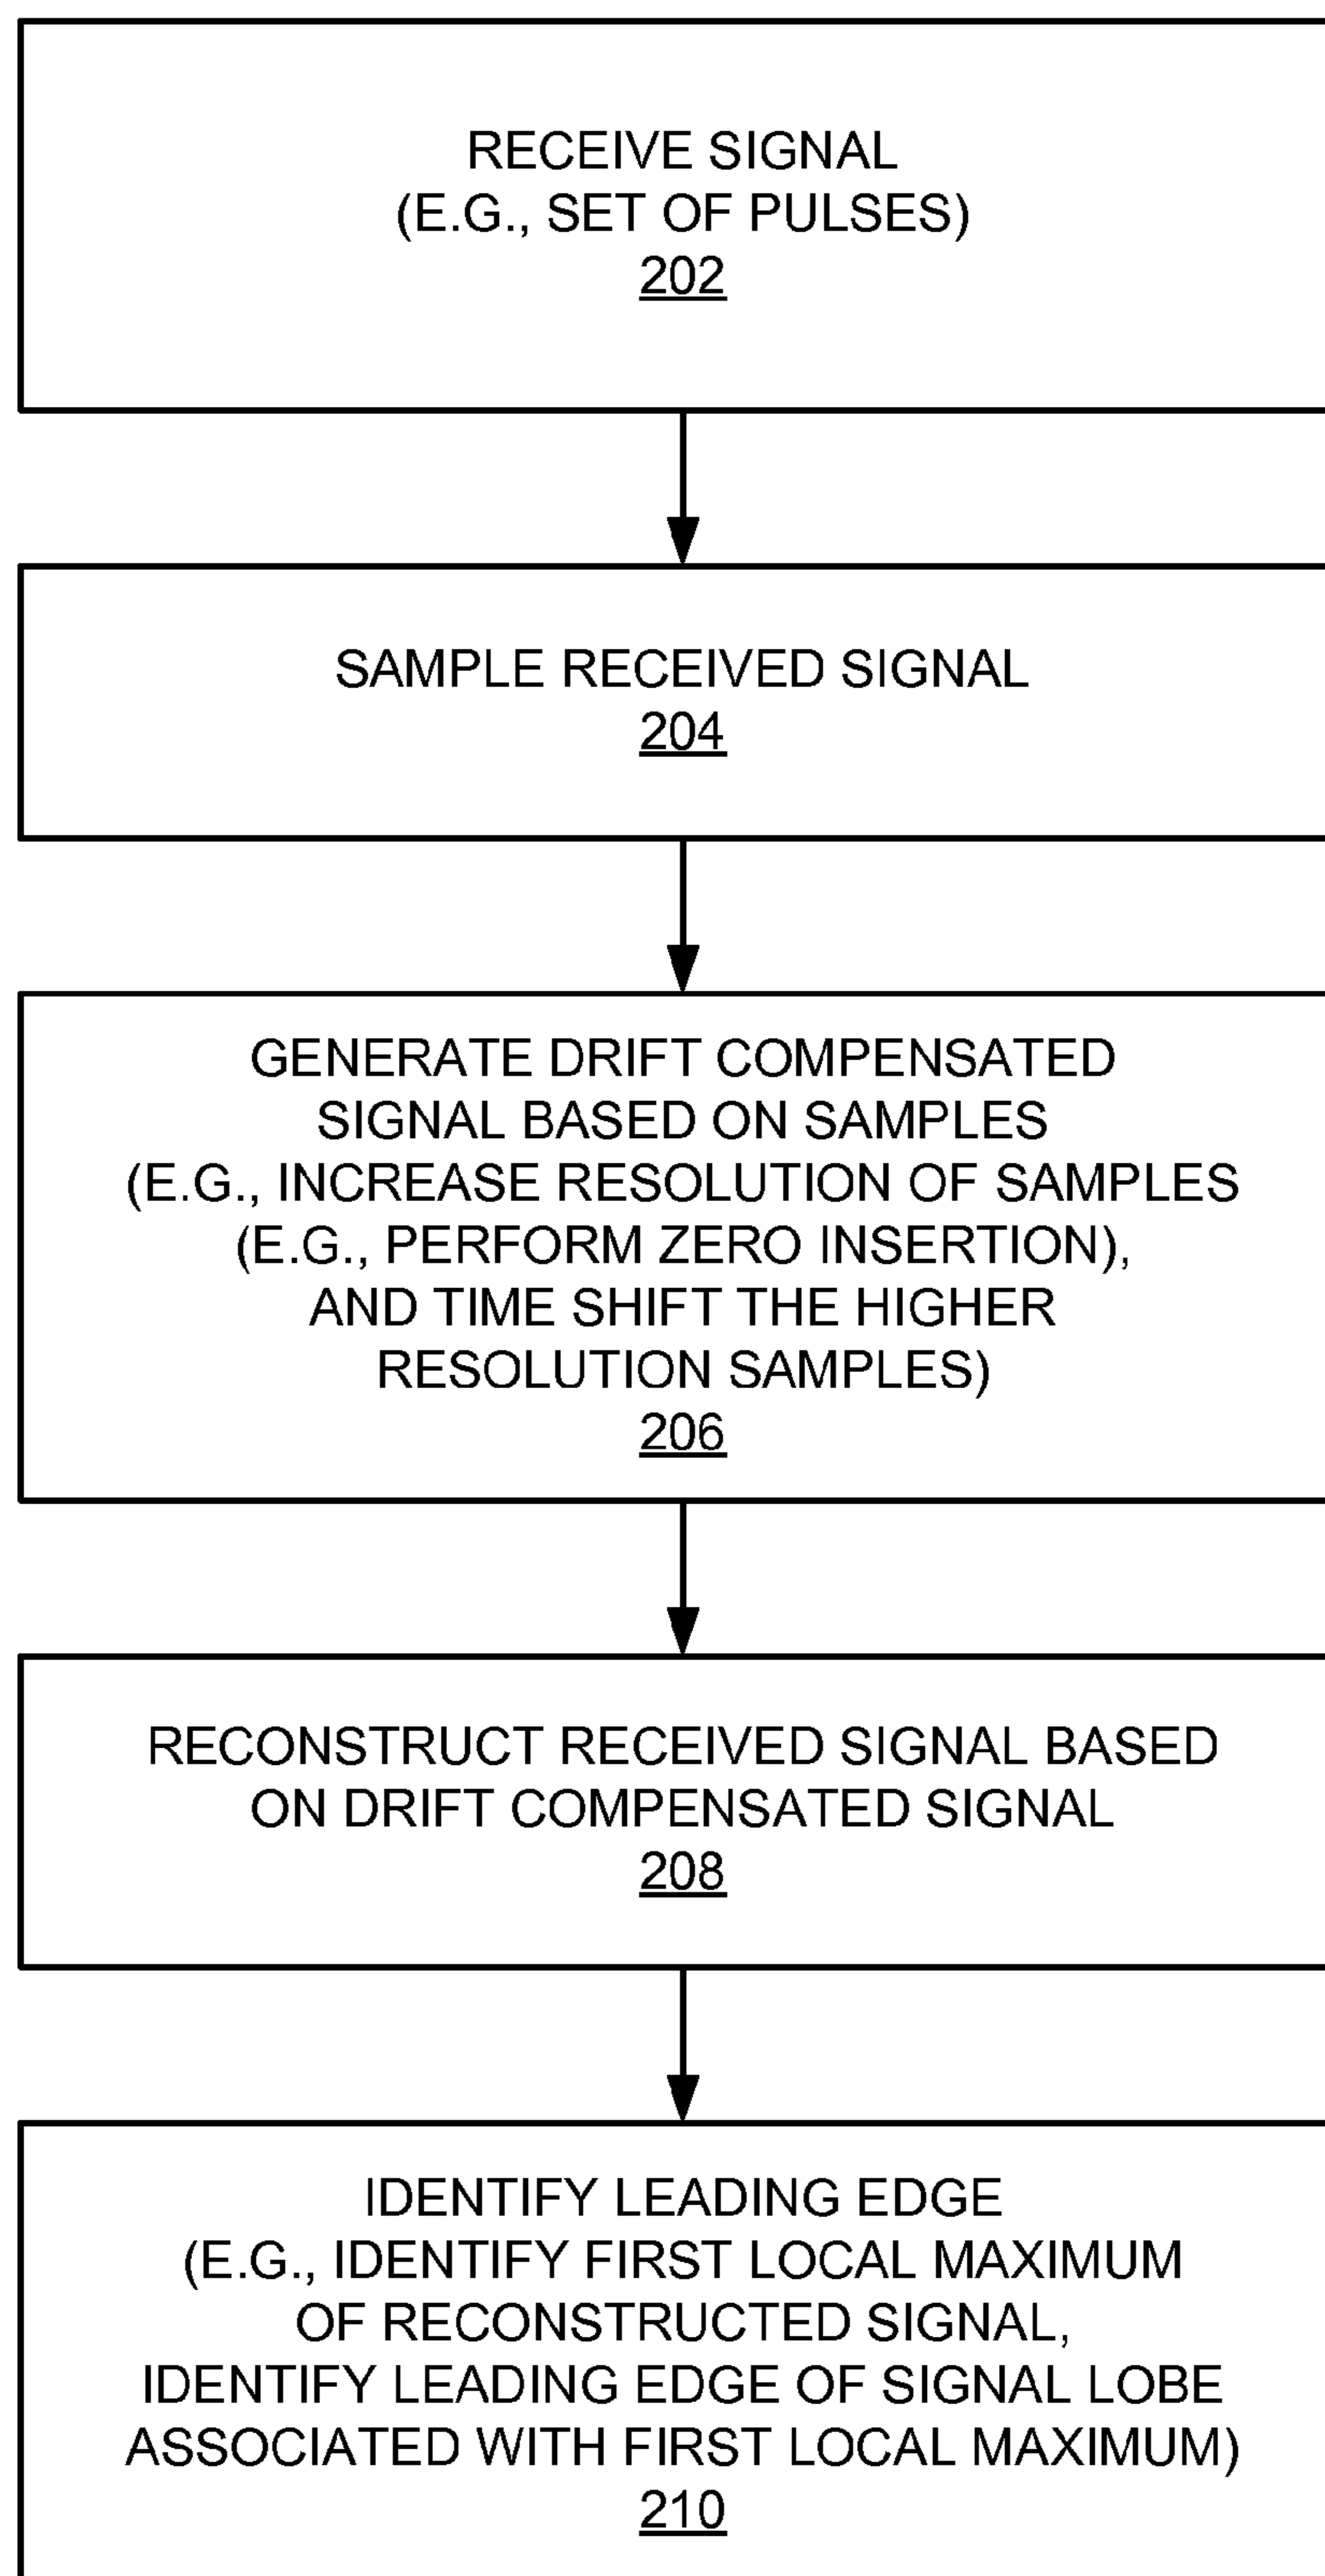 RECEIVE SIGNAL
(E.G., SET OF PULSES)
202
SAMPLE RECEIVED SIGNAL
204
GENERATE DRIFT COMPENSATED
SIGNAL BASED ON SAMPLES
(E.G., INCREASE RESOLUTION OF SAMPLES
(E.G., PERFORM ZERO INSERTION),
AND TIME SHIFT THE HIGHER
RESOLUTION SAMPLES)
206
RECONSTRUCT RECEIVED SIGNAL BASED
ON DRIFT COMPENSATED SIGNAL
208
IDENTIFY LEADING EDGE
(E.G., IDENTIFY FIRST LOCAL MAXIMUM
OF RECONSTRUCTED SIGNAL,
IDENTIFY LEADING EDGE OF SIGNAL LOBE
ASSOCIATED WITH FIRST LOCAL MAXIMUM)
210